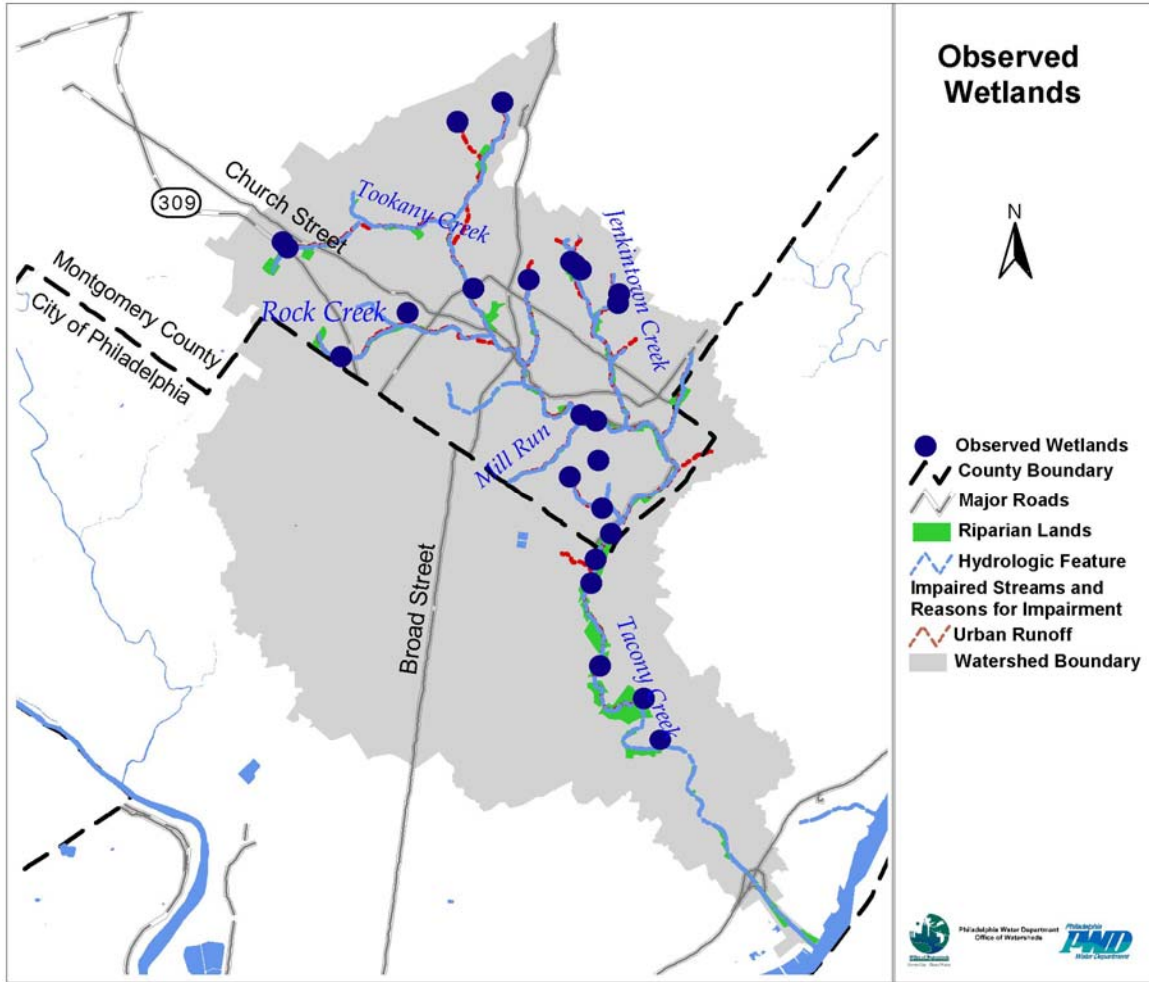 Observed
Wetlands
N
309
Church Street
Tookany Creek
Jenkintown Creek
Montgomery County
City of Philadelphia
Rock Creek
Mill Run
Broad Street
Tacony Creek
Observed Wetlands
County Boundary
Major Roads
Riparian Lands
Hydrologic Feature
Impaired Streams and
Reasons for Impairment
Urban Runoff
Watershed Boundary
Philadelphia Water Department
Office of Watersheds
Philadelphia
PWD
Water Department